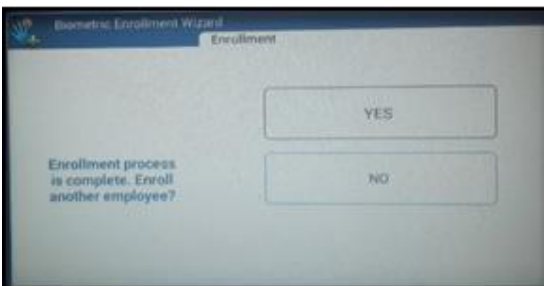 Biometric Enrollment Wizard
Enrollment
YES
Enrollment process
is complete. Enroll
another employee?
NO